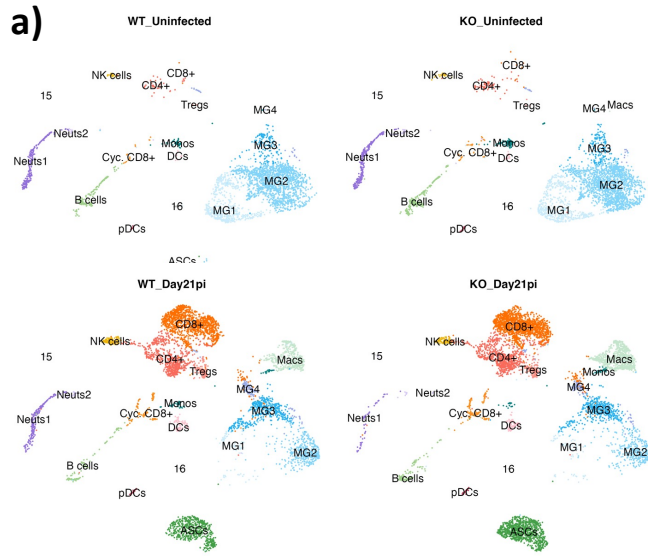 a)
WT_Uninfected
KO_Uninfected
NK cells
CD8+
CD4+
Tregs
15
MG4
Neuts2
Neuts1
Monos
MG3
Cyc. CD8+
DCs
MG2
B cells
MG1
16
pDCs
ASCs
NK cells
CD8+
CD4+
Tregs
15
MG4
Macs
Neuts2
Neuts1
Monos
MG3
Cyc. CD8+
DCs
MG2
B cells
MG1
16
pDCs
WT_Day21pi
KO_Day21pi
CD8+
NK cells
CD4+
Tregs
15
Macs
MG4
Neuts2
Neuts1
Monos
MG3
Cyc. CD8+
DCs
MG1
MG2
B cells
16
pDCs
ASCs
CD8+
NK cells
CD4+
Tregs
15
Macs
Monos
MG4
Neuts2
Neuts1
MG3
Cyc. CD8+
DCs
MG1
MG2
B cells
16
pDCs
ASCs